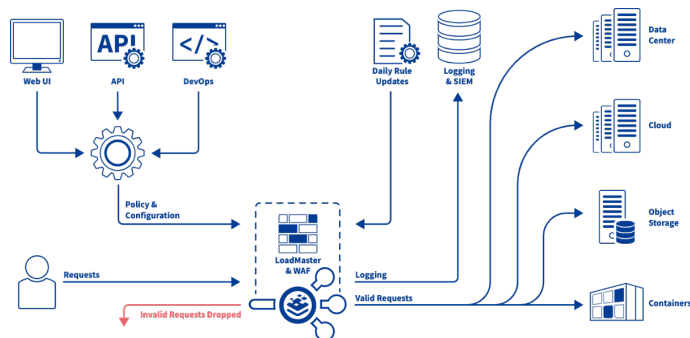 API
</>
Web UI
API
DevOps
Daily Rule
Updates
Logging
& SIEM
Data
Center
Cloud
Policy &
Configuration
Object
Storage
LoadMaster
& WAF
Requests
Logging
Valid Requests
Invalid Requests Dropped
Containers